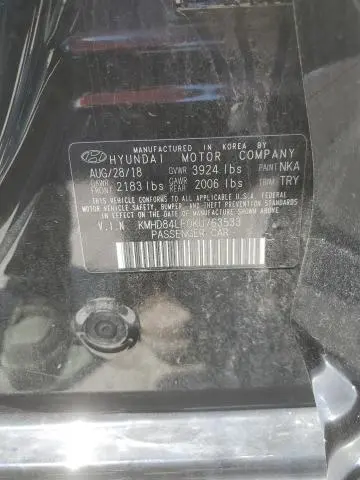 MANUFACTURED IN KOREA BY
HYUNDAI MOTOR COMPANY
AUG/28/18 GVWR 3924 lbs PAINT NKA
GAWR FRONT 2183 lbs GAWR REAR 2006 lbs TRIM TRY
THIS VEHICLE CONFORMS TO ALL APPLICABLE U.S.A FEDERAL
MOTOR VEHICLE SAFETY, BUMPER, AND THEFT PREVENTION
STANDARDS IN EFFECT ON THE DATE OF MANUFACTURE SHOWN ABOVE.
V.I.N KMHD84LF0KU763533
PASSENGER CAR